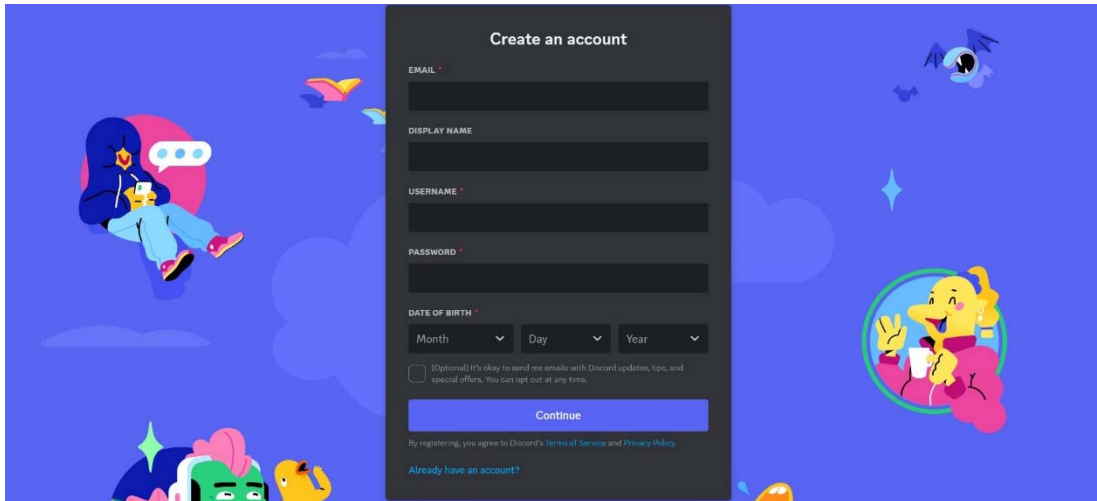 Create an account
EMAIL *
DISPLAY NAME
USERNAME *
PASSWORD *
DATE OF BIRTH *
Month Day Year
(Optional) It's okay to send me emails with Discord updates, tips, and
special offers. You can opt out at any time.
Continue
By registering, you agree to Discord's Terms of Service and Privacy Policy.
Already have an account?